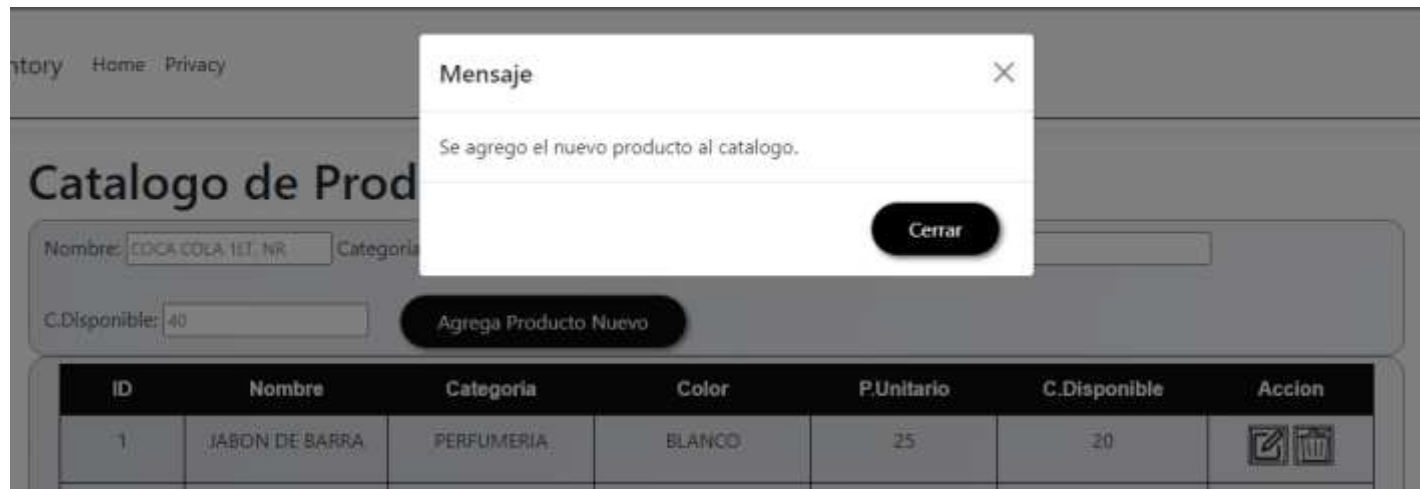 ntory Home Privacy
Mensaje
Se agrego el nuevo producto al catalogo.
Cerrar
Catalogo de Prod
Nombre: COCA COLA 1LT. NR Categoria
C.Disponible: 40 Agrega Producto Nuevo
ID Nombre Categoria Color P.Unitario C.Disponible Accion
1 JABON DE BARRA PERFUMERIA BLANCO 25 20